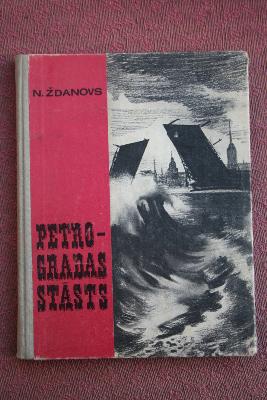 N. ŽDANOVS
PETRO-
GRADAS
STĀSTS